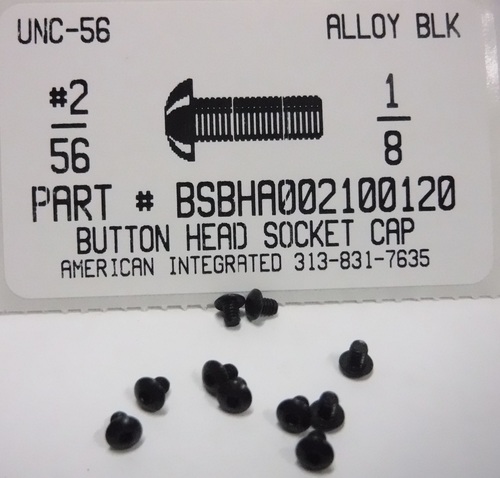 UNC-56 ALLOY BLK
#2 1
56 8
PART # BSBHA002100120
BUTTON HEAD SOCKET CAP
AMERICAN INTEGRATED 313-831-7635